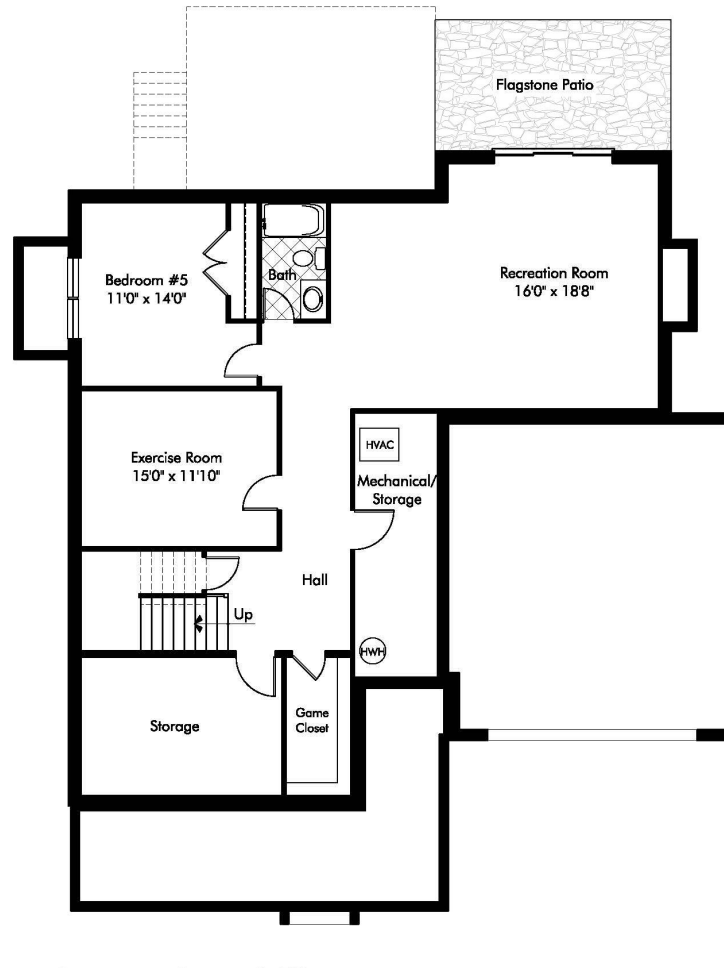 Flagstone Patio
Bedroom #5
11'0" x 14'0"
Bath
Recreation Room
16'0" x 18'8"
Exercise Room
15'0" x 11'10"
HVAC
Mechanical/
Storage
Hall
Up
HWH
Storage
Game
Closet